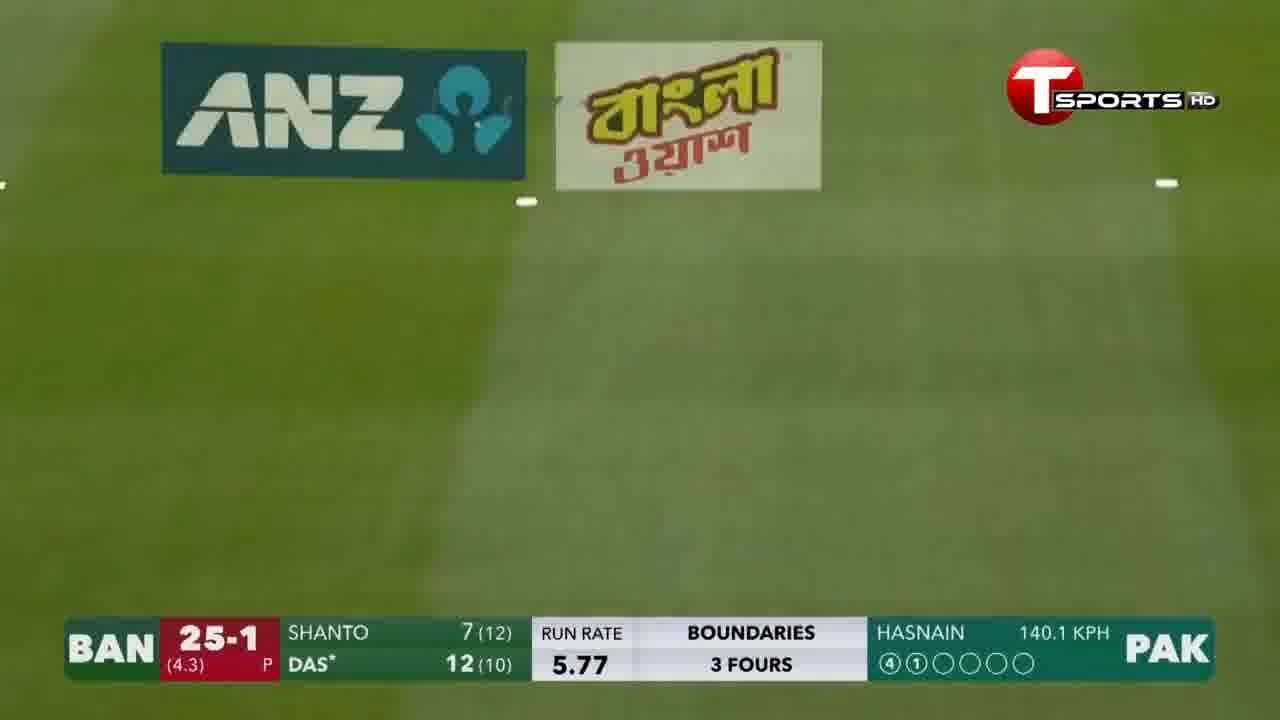 ANZ
বাংলা
ওয়াশ
T SPORTS HD
BAN 25-1 (4.3) P
SHANTO 7 (12)
DAS* 12 (10)
RUN RATE 5.77
BOUNDARIES 3 FOURS
HASNAIN 140.1 KPH
4 1
PAK